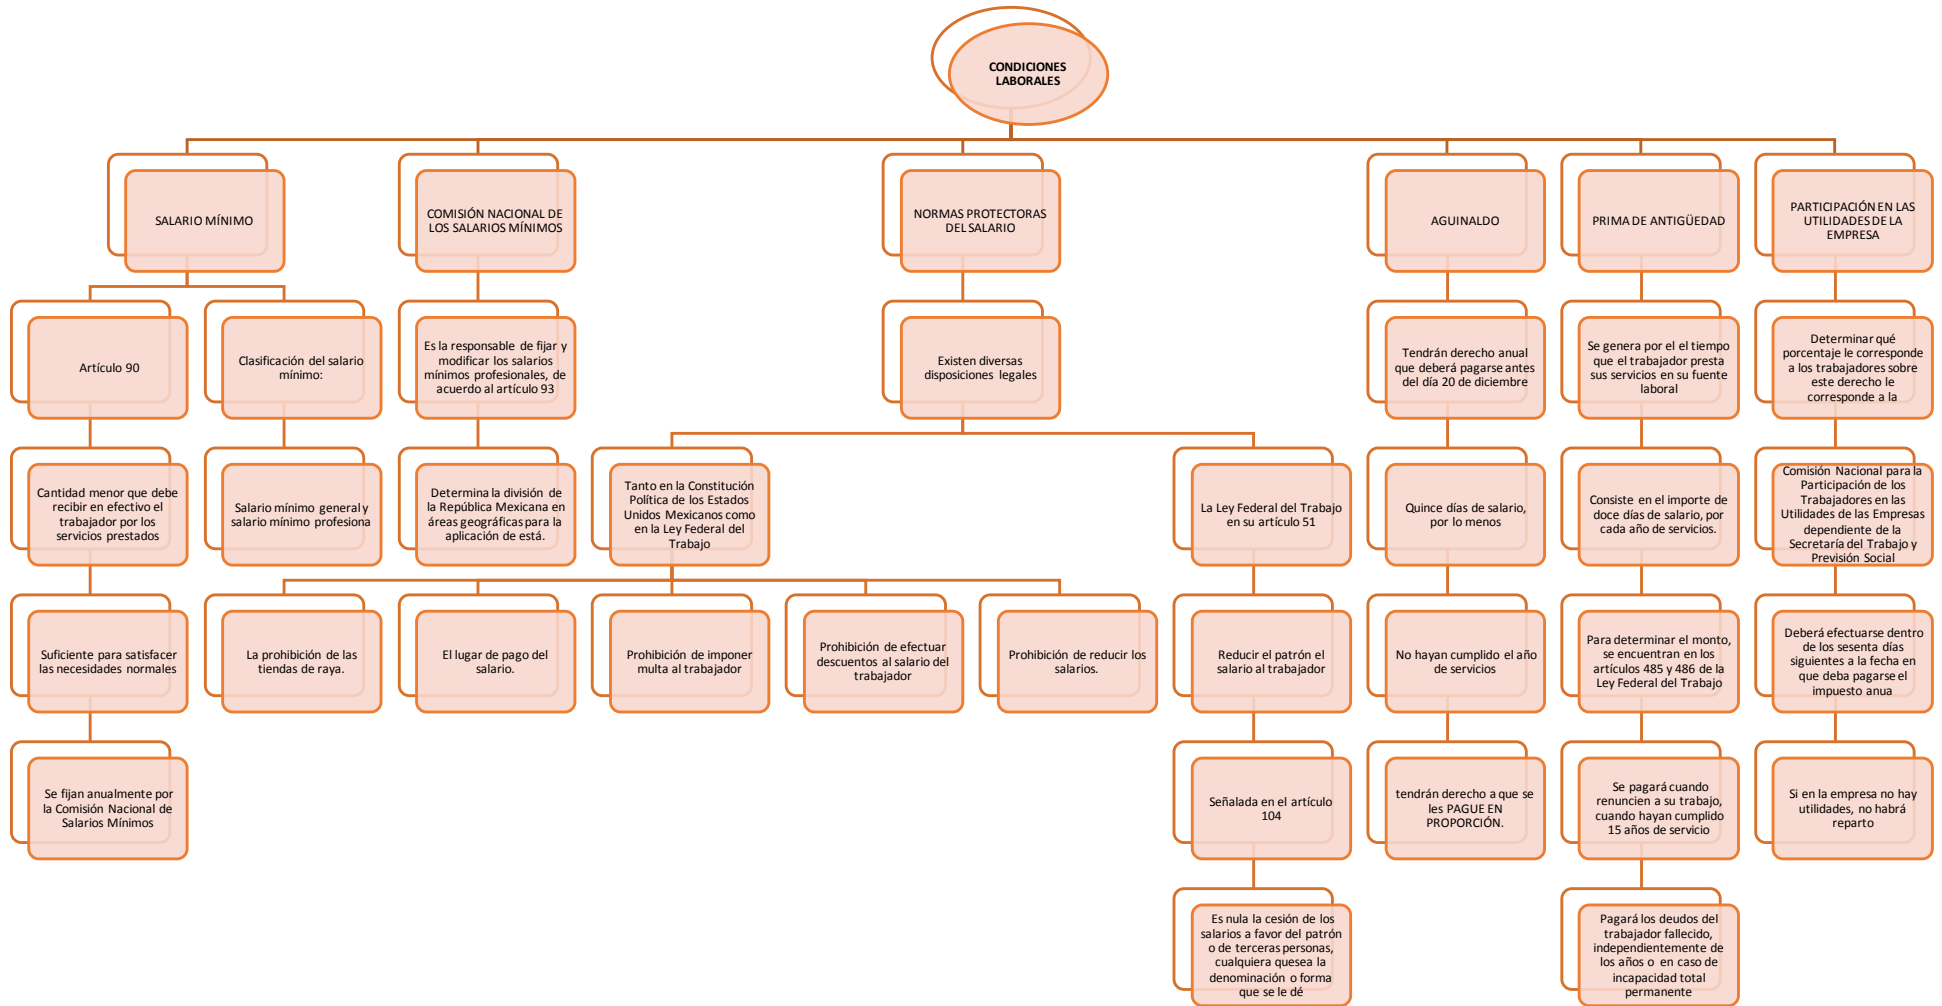 CONDICIONES
LABORALES
SALARIO MÍNIMO
COMISIÓN NACIONAL DE
LOS SALARIOS MÍNIMOS
NORMAS PROTECTORAS
DEL SALARIO
AGUINALDO
PRIMA DE ANTIGÜEDAD
PARTICIPACIÓN EN LAS
UTILIDADES DE LA
EMPRESA
Artículo 90
Clasificación del salario
mínimo:
Es la responsable de fijar y
modificar los salarios
mínimos profesionales, de
acuerdo al artículo 93
Existen diversas
disposiciones legales
Tendrán derecho anual
que deberá pagarse antes
del día 20 de diciembre
Se genera por el el tiempo
que el trabajador presta
sus servicios en su fuente
laboral
Determinar qué
porcentaje le corresponde
a los trabajadores sobre
este derecho le
corresponde a la
Cantidad menor que debe
recibir en efectivo el
trabajador por los
servicios prestados
Salario mínimo general y
salario mínimo profesiona
Determina la división de
la República Mexicana en
áreas geográficas para la
aplicación de está.
Tanto en la Constitución
Política de los Estados
Unidos Mexicanos como
en la Ley Federal del
Trabajo
La Ley Federal del Trabajo
en su artículo 51
Quince días de salario,
por lo menos
Consiste en el importe de
doce días de salario, por
cada año de servicios.
Comisión Nacional para la
Participación de los
Trabajadores en las
Utilidades de las Empresas
dependiente de la
Secretaría del Trabajo y
Previsión Social
Suficiente para satisfacer
las necesidades normales
La prohibición de las
tiendas de raya.
El lugar de pago del
salario.
Prohibición de imponer
multa al trabajador
Prohibición de efectuar
descuentos al salario del
trabajador
Prohibición de reducir los
salarios.
Reducir el patrón el
salario al trabajador
No hayan cumplido el año
de servicios
Para determinar el monto,
se encuentran en los
artículos 485 y 486 de la
Ley Federal del Trabajo
Deberá efectuarse dentro
de los sesenta días
siguientes a la fecha en
que deba pagarse el
impuesto anua
Se fijan anualmente por
la Comisión Nacional de
Salarios Mínimos
Señalada en el artículo
104
tendrán derecho a que se
les PAGUE EN
PROPORCIÓN.
Se pagará cuando
renuncien a su trabajo,
cuando hayan cumplido
15 años de servicio
Si en la empresa no hay
utilidades, no habrá
reparto
Es nula la cesión de los
salarios a favor del patrón
o de terceras personas,
cualquiera quesea la
denominación o forma
que se le dé
Pagará los deudos del
trabajador fallecido,
independientemente de
los años o en caso de
incapacidad total
permanente